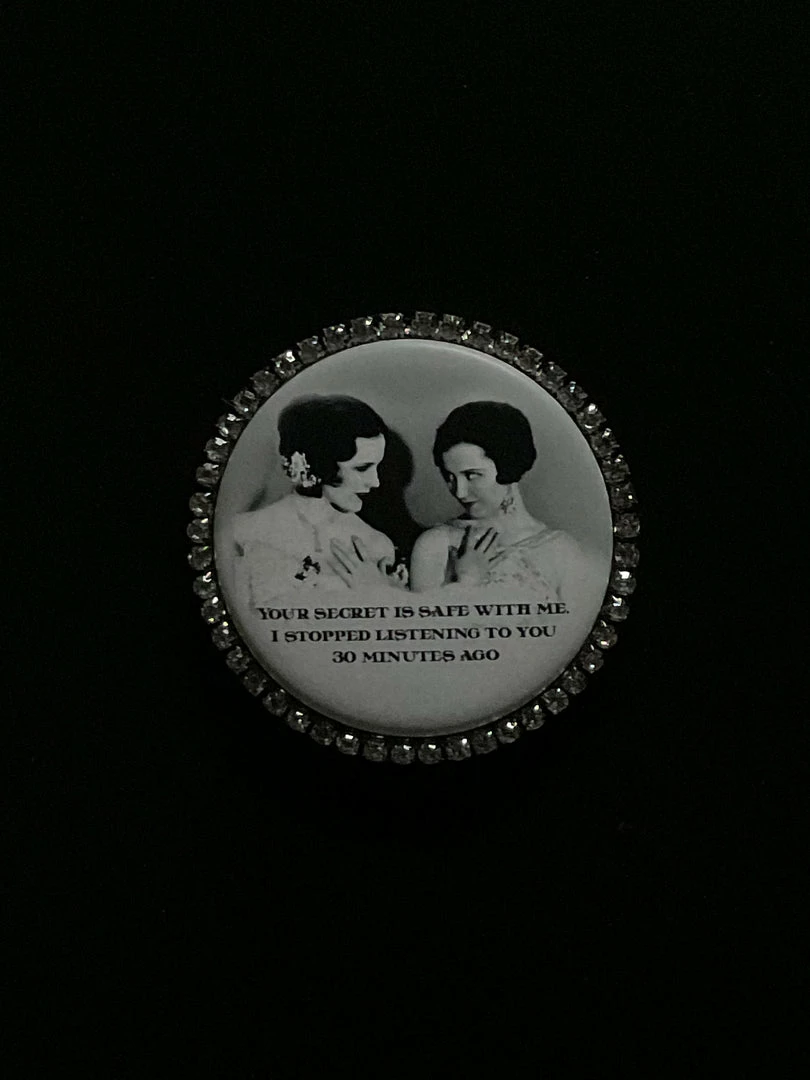 YOUR SECRET IS SAFE WITH ME.
I STOPPED LISTENING TO YOU
30 MINUTES AGO